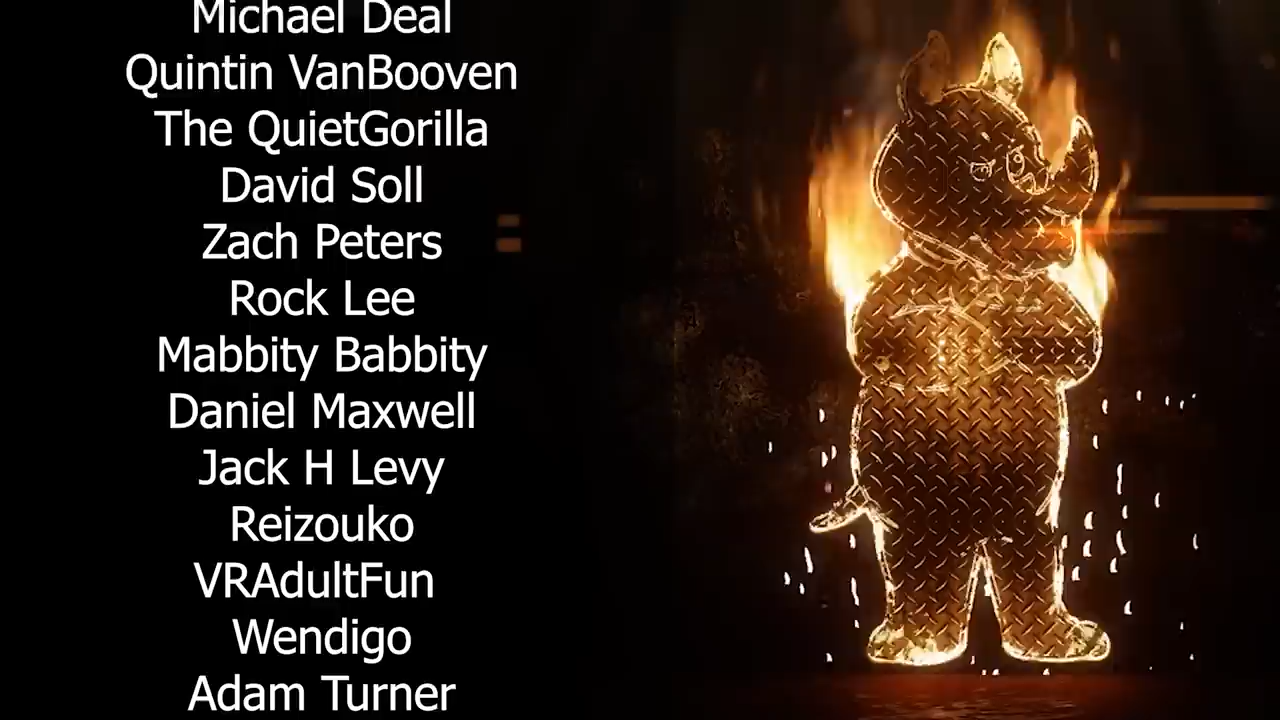 Michael Deal
Quintin VanBooven
The QuietGorilla
David Soll
Zach Peters
Rock Lee
Mabbity Babbity
Daniel Maxwell
Jack H Levy
Reizouko
VRAdultFun
Wendigo
Adam Turner